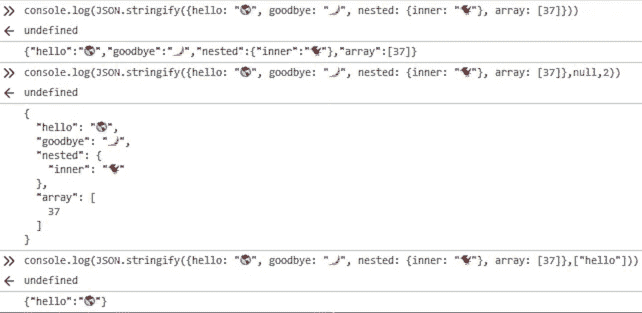 >> console.log(JSON.stringify({hello: "🌎", goodbye: "", nested: {inner: ""}, array: [37]}))
← undefined
{"hello":"🌎","goodbye":"","nested":{"inner":""},"array":[37]}
>> console.log(JSON.stringify({hello: "🌎", goodbye: "", nested: {inner: ""}, array: [37]},null,2))
← undefined
{
  "hello": "🌎",
  "goodbye": "",
  "nested": {
    "inner": ""
  },
  "array": [
    37
  ]
}
>> console.log(JSON.stringify({hello: "🌎", goodbye: "", nested: {inner: ""}, array: [37]},["hello"]))
← undefined
{"hello":"🌎"}